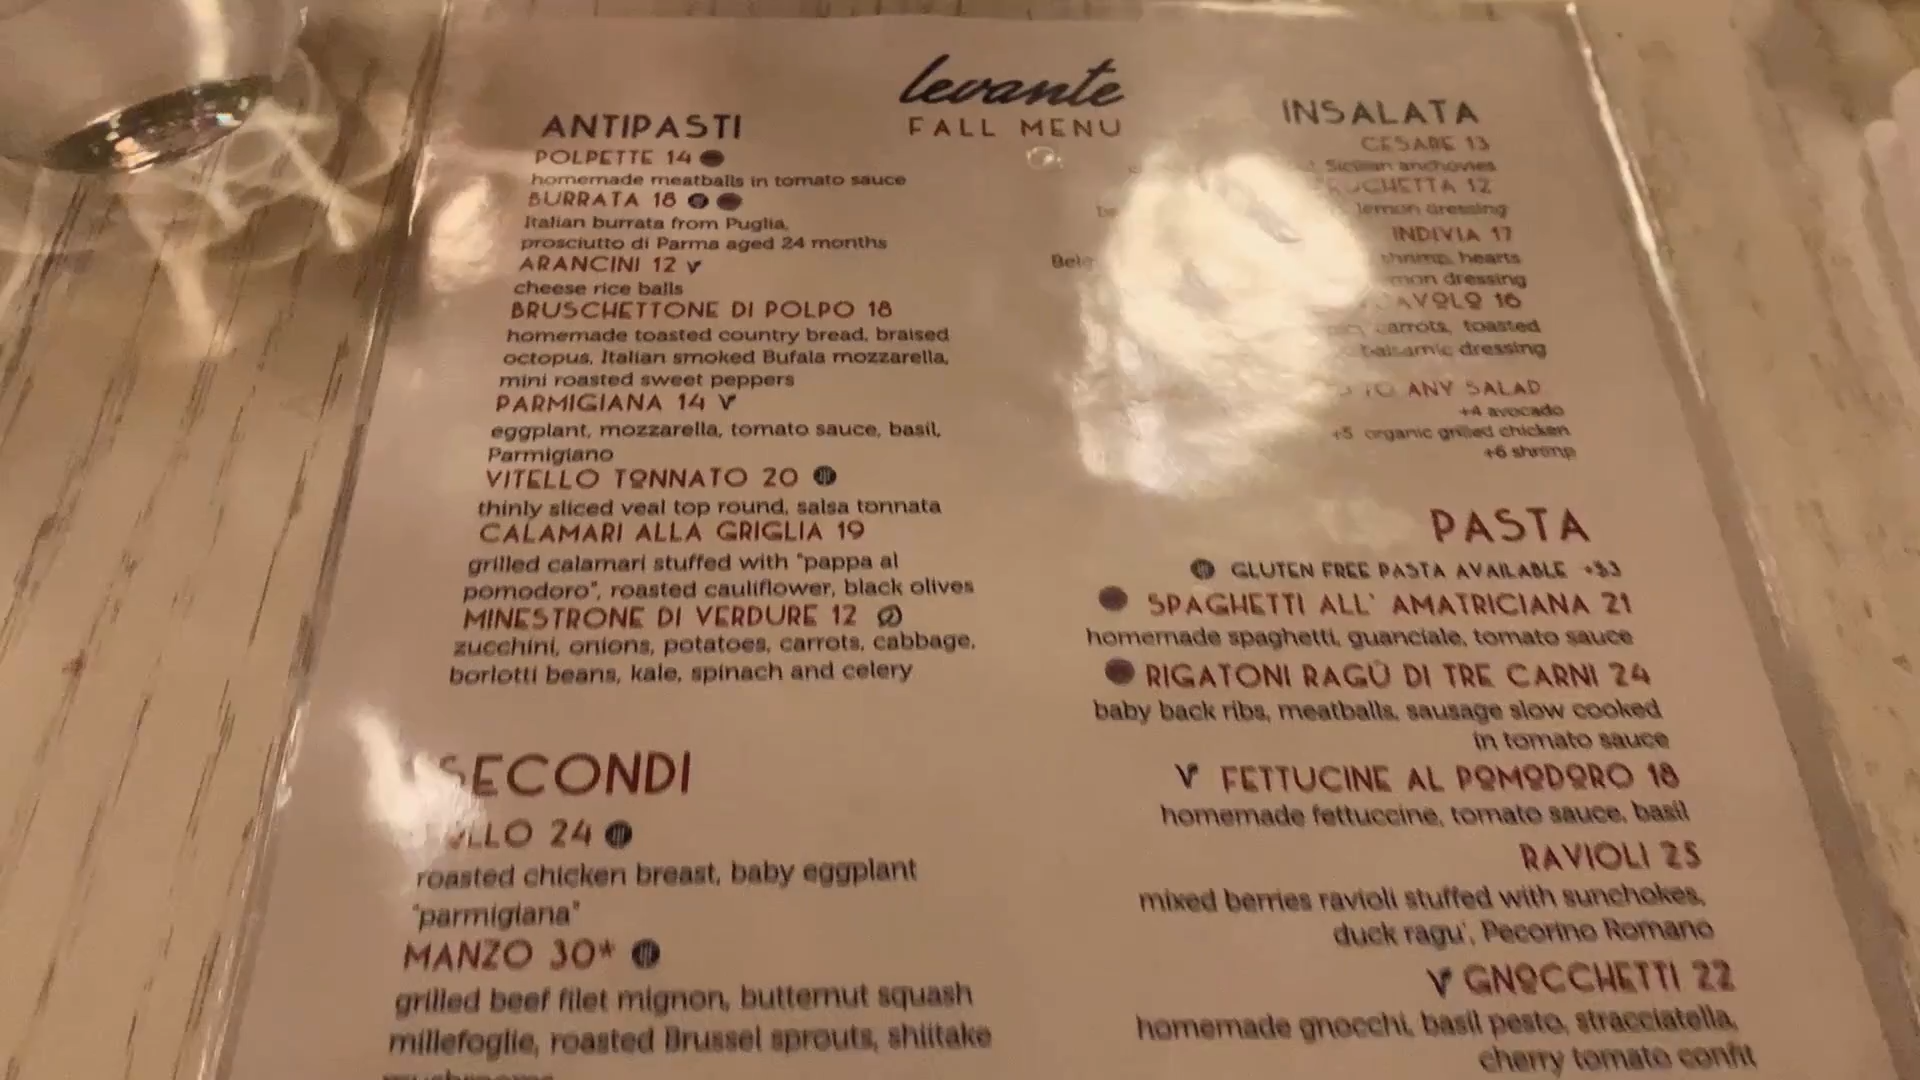 levante
FALL MENU
ANTIPASTI
POLPETTE 14
homemade meatballs in tomato sauce
BURRATA 18
Italian burrata from Puglia,
prosciutto di Parma aged 24 months
ARANCINI 12 V
cheese rice balls
BRUSCHETTONE DI POLPO 18
homemade toasted country bread, braised
octopus, Italian smoked Bufala mozzarella,
mini roasted sweet peppers
PARMIGIANA 14 V
eggplant, mozzarella, tomato sauce, basil,
Parmigiano
VITELLO TONNATO 20
thinly sliced veal top round, salsa tonnata
CALAMARI ALLA GRIGLIA 19
grilled calamari stuffed with "pappa al
pomodoro", roasted cauliflower, black olives
MINESTRONE DI VERDURE 12
zucchini, onions, potatoes, carrots, cabbage,
borlotti beans, kale, spinach and celery
SECONDI
24
roasted chicken breast, baby eggplant
"parmigiana"
MANZO 30*
grilled beef filet mignon, butternut squash
millefoglie, roasted Brussel sprouts, shiitake
INSALATA
CESARE 13
Sicilian anchovies
12
lemon dressing
INDIVIA 17
shrimp, hearts
dressing
16
carrots, toasted
balsamic dressing
TO ANY SALAD
+4 avocado
+5 organic grilled chicken
+6 shrimp
PASTA
GLUTEN FREE PASTA AVAILABLE +$3
SPAGHETTI ALL' AMATRICIANA 21
homemade spaghetti, guanciale, tomato sauce
RIGATONI RAGÙ DI TRE CARNI 24
baby back ribs, meatballs, sausage slow cooked
in tomato sauce
V FETTUCINE AL POMODORO 18
homemade fettuccine, tomato sauce, basil
RAVIOLI 25
mixed berries ravioli stuffed with sunchokes,
duck ragu', Pecorino Romano
V GNOCCHETTI 22
homemade gnocchi, basil pesto, stracciatella,
cherry tomato confit